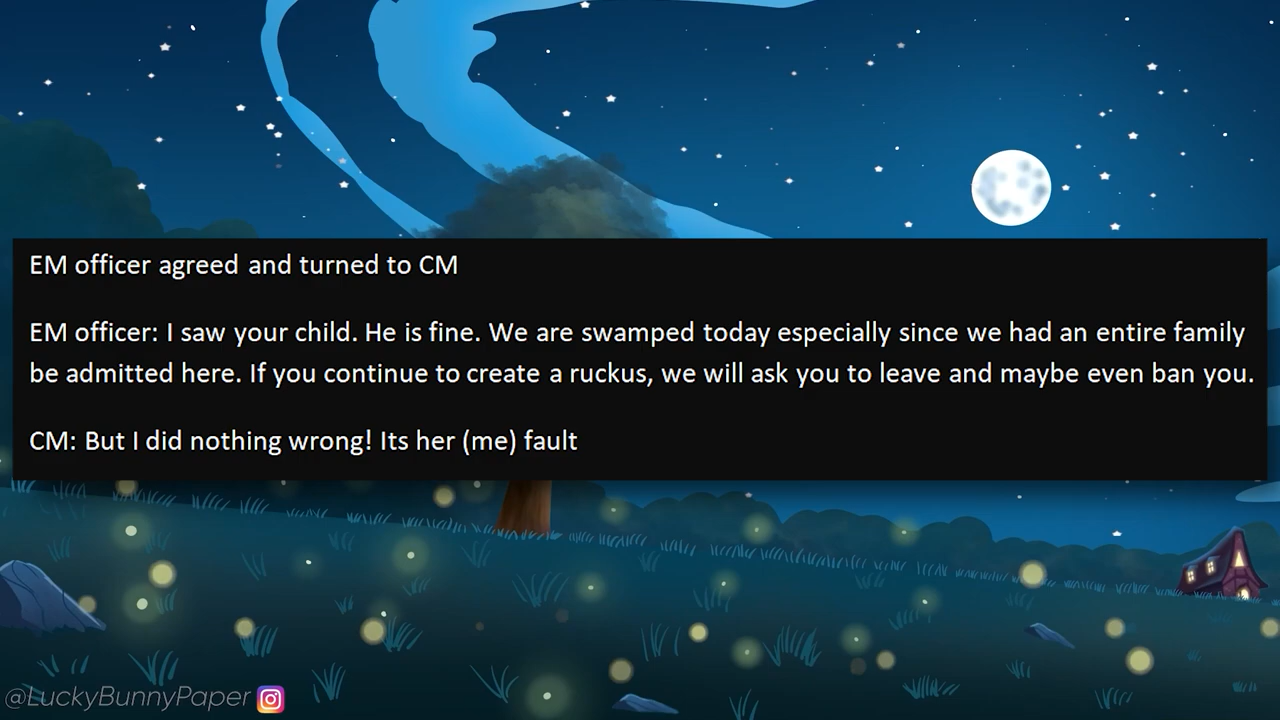 EM officer agreed and turned to CM
EM officer: I saw your child. He is fine. We are swamped today especially since we had an entire family
be admitted here. If you continue to create a ruckus, we will ask you to leave and maybe even ban you.
CM: But I did nothing wrong! Its her (me) fault
@LuckyBunnyPaper